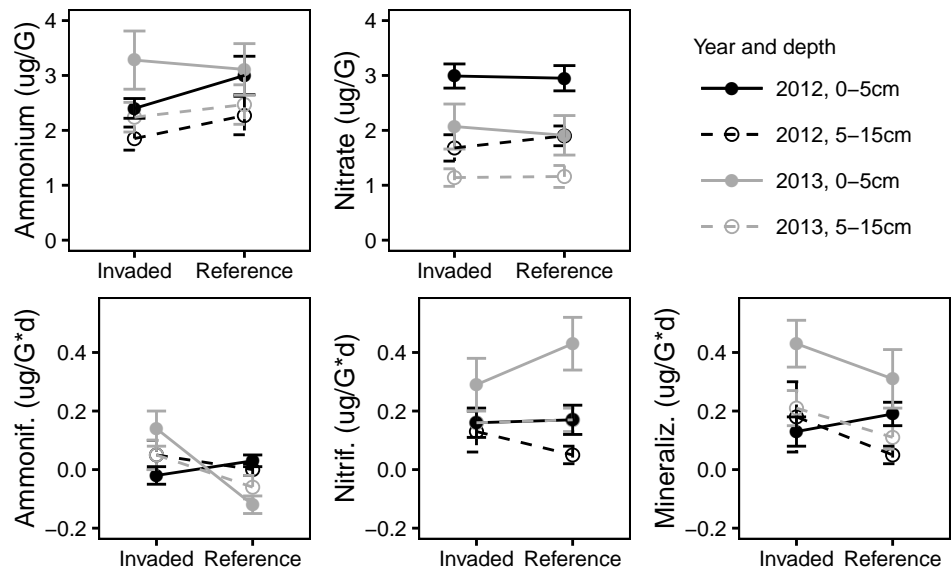 Ammonium (ug/G)
4
3
2
1
0
Invaded Reference
Nitrate (ug/G)
4
3
2
1
0
Invaded Reference
Year and depth
2012, 0−5cm
2012, 5−15cm
2013, 0−5cm
2013, 5−15cm
Ammonif. (ug/G*d)
0.4
0.2
0.0
−0.2
Invaded Reference
Nitrif. (ug/G*d)
0.4
0.2
0.0
−0.2
Invaded Reference
Mineraliz. (ug/G*d)
0.4
0.2
0.0
−0.2
Invaded Reference